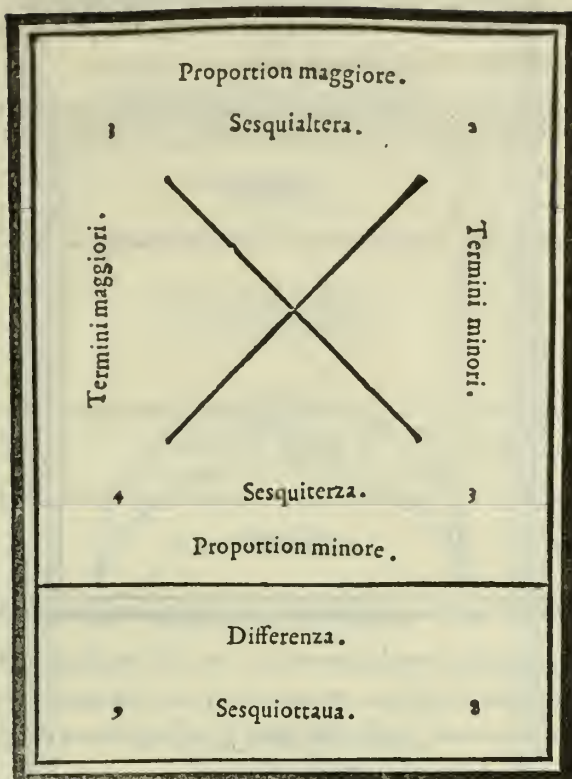 Proportion maggiore.
3 Sesquialtera. 2
Termini maggiori.
Termini minori.
4 Sesquiterza. 3
Proportion minore.
Differenza.
9 Sesquiottaua. 8